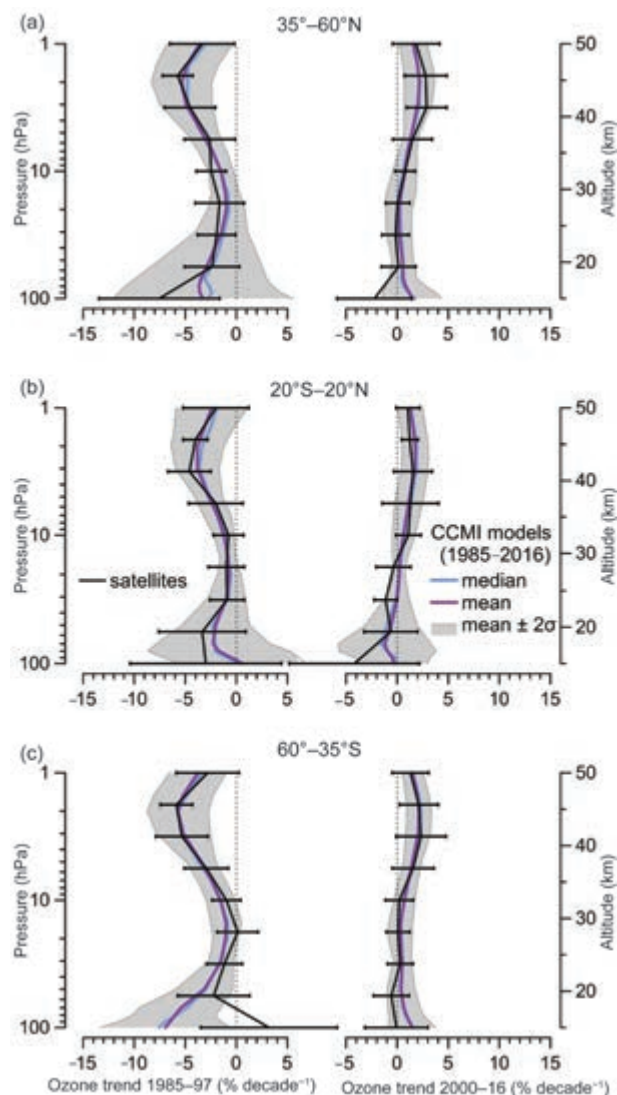 (a) 35°–60°N
1
10
100
Pressure (hPa)
50
40
30
20
Altitude (km)
−15 −10 −5 0 5 −5 0 5 10 15
(b) 20°S–20°N
1
10
100
Pressure (hPa)
satellites
CCMI models
(1985–2016)
median
mean
mean ± 2σ
50
40
30
20
Altitude (km)
−15 −10 −5 0 5 −5 0 5 10 15
(c) 60°–35°S
1
10
100
Pressure (hPa)
50
40
30
20
Altitude (km)
−15 −10 −5 0 5 −5 0 5 10 15
Ozone trend 1985–97 (% decade⁻¹) Ozone trend 2000–16 (% decade⁻¹)